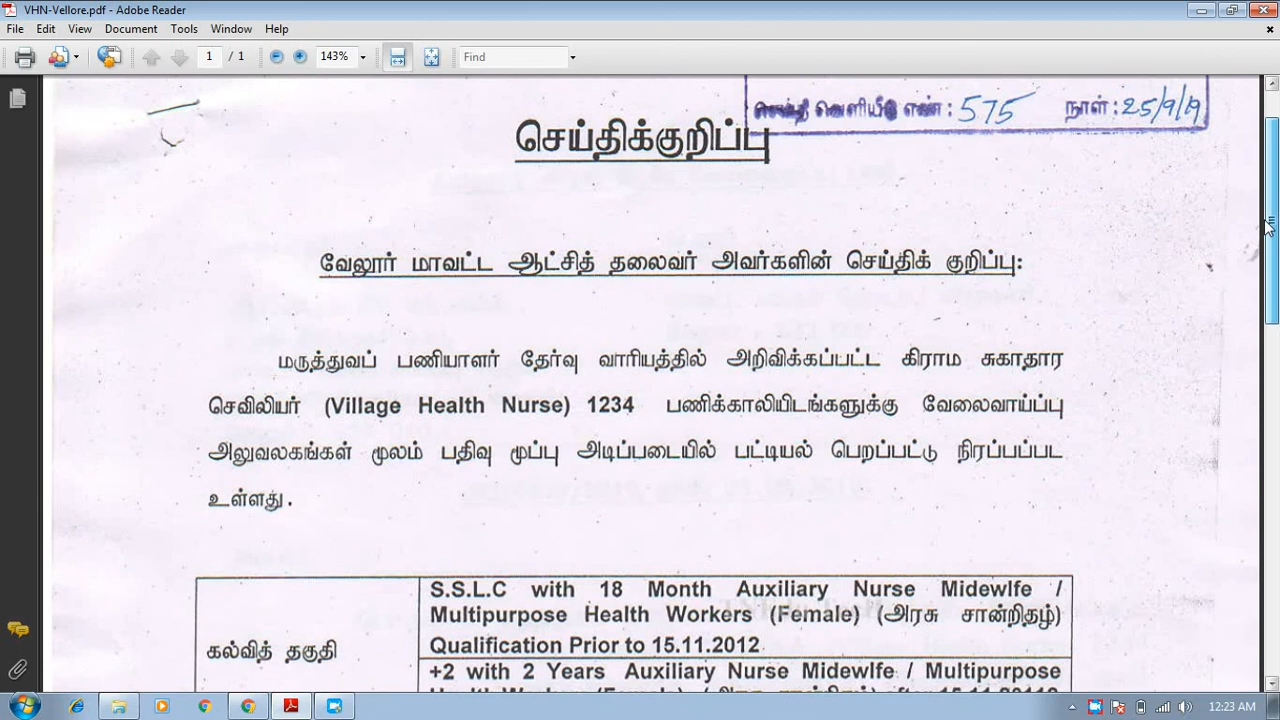 VHN-Vellore.pdf - Adobe Reader
File Edit View Document Tools Window Help
1 / 1 143% Find
வெளியீடு எண் : 575 நாள் : 25/9/19
செய்திக்குறிப்பு
வேலூர் மாவட்ட ஆட்சித் தலைவர் அவர்களின் செய்திக் குறிப்பு:
மருத்துவப் பணியாளர் தேர்வு வாரியத்தில் அறிவிக்கப்பட்ட கிராம சுகாதார
செவிலியர் (Village Health Nurse) 1234 பணிக்காலியிடங்களுக்கு வேலைவாய்ப்பு
அலுவலகங்கள் மூலம் பதிவு மூப்பு அடிப்படையில் பட்டியல் பெறப்பட்டு நிரப்பப்பட
உள்ளது.
S.S.L.C with 18 Month Auxiliary Nurse Midewlfe /
Multipurpose Health Workers (Female) (அரசு சான்றிதழ்)
Qualification Prior to 15.11.2012
கல்வித் தகுதி
+2 with 2 Years Auxiliary Nurse Midewlfe / Multipurpose
12:23 AM